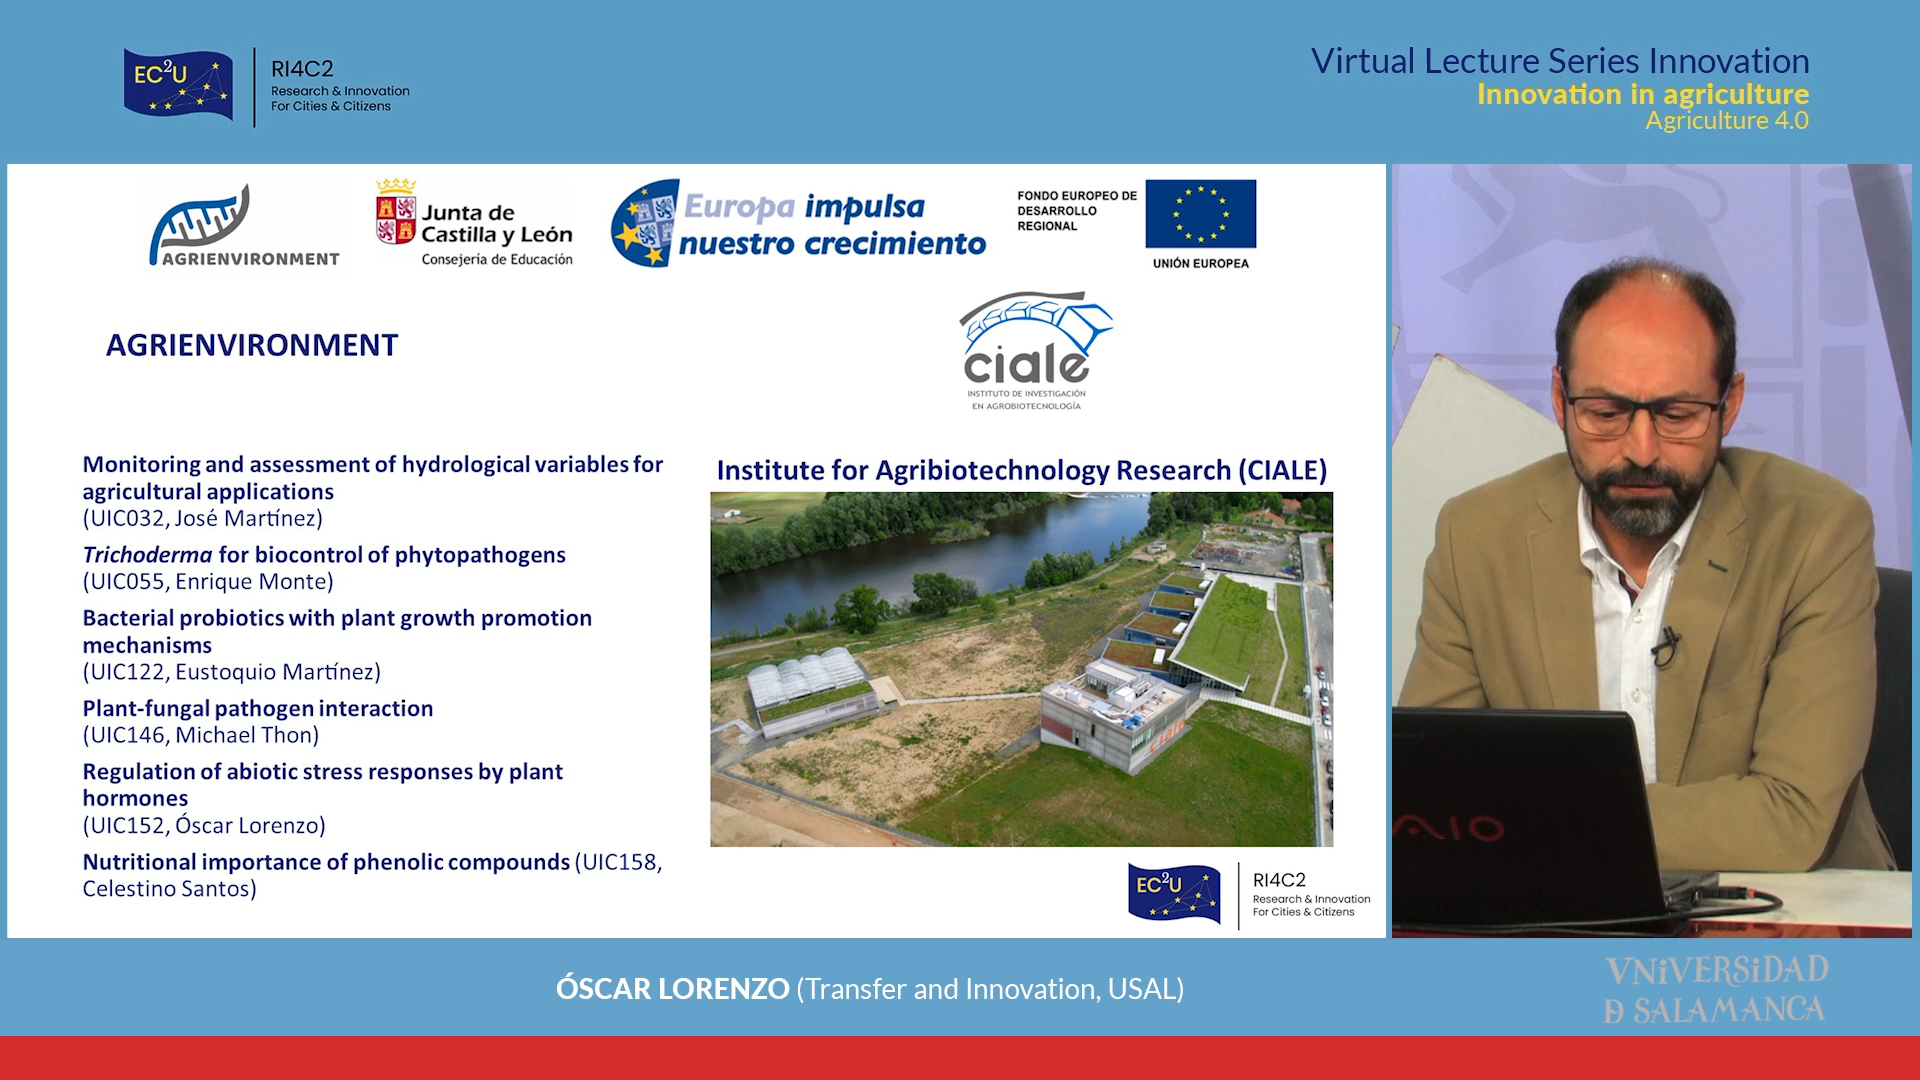 EC2U
RI4C2
Research & Innovation
For Cities & Citizens
Virtual Lecture Series Innovation
Innovation in agriculture
Agriculture 4.0
AGRIENVIRONMENT
Junta de
Castilla y León
Consejería de Educación
Europa impulsa
nuestro crecimiento
FONDO EUROPEO DE
DESARROLLO
REGIONAL
UNIÓN EUROPEA
AGRIENVIRONMENT
ciale
INSTITUTO DE INVESTIGACIÓN
EN AGROBIOTECNOLOGÍA
Monitoring and assessment of hydrological variables for
agricultural applications
(UIC032, José Martínez)
Trichoderma for biocontrol of phytopathogens
(UIC055, Enrique Monte)
Bacterial probiotics with plant growth promotion
mechanisms
(UIC122, Eustoquio Martínez)
Plant-fungal pathogen interaction
(UIC146, Michael Thon)
Regulation of abiotic stress responses by plant
hormones
(UIC152, Óscar Lorenzo)
Nutritional importance of phenolic compounds (UIC158,
Celestino Santos)
Institute for Agribiotechnology Research (CIALE)
ciale
EC2U
RI4C2
Research & Innovation
For Cities & Citizens
AIO
ÓSCAR LORENZO (Transfer and Innovation, USAL)
VNiVERSiDAD
D SALAMANCA